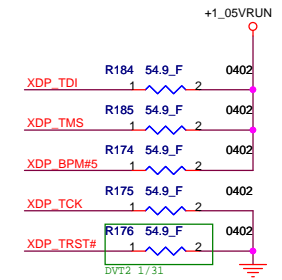 +1_05VRUN
R184 54.9_F 0402
XDP_TDI 1 2
R185 54.9_F 0402
XDP_TMS 1 2
R174 54.9_F 0402
XDP_BPM#5 1 2
R175 54.9_F 0402
XDP_TCK 1 2
R176 54.9_F 0402
XDP_TRST# 1 2
DVT2 1/31